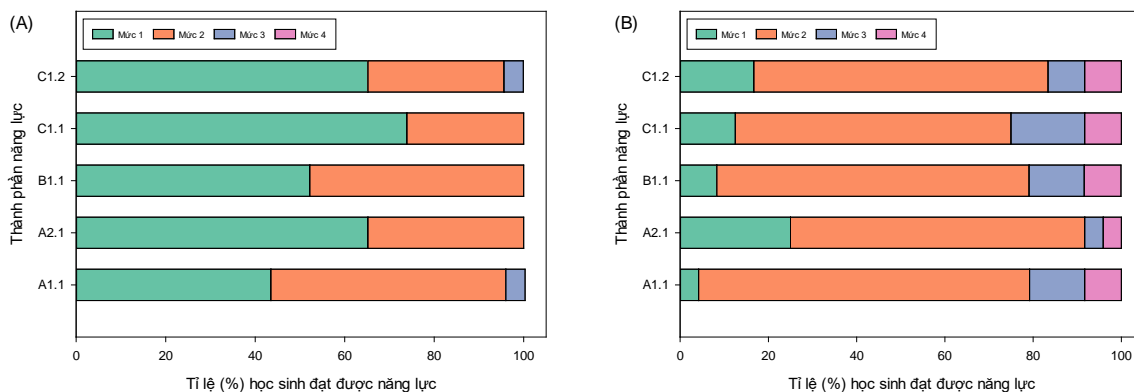 (A)
Mức 1 Mức 2 Mức 3 Mức 4
Thành phần năng lực
C1.2
C1.1
B1.1
A2.1
A1.1
0 20 40 60 80 100
Tỉ lệ (%) học sinh đạt được năng lực
(B)
Mức 1 Mức 2 Mức 3 Mức 4
Thành phần năng lực
C1.2
C1.1
B1.1
A2.1
A1.1
0 20 40 60 80 100
Tỉ lệ (%) học sinh đạt được năng lực